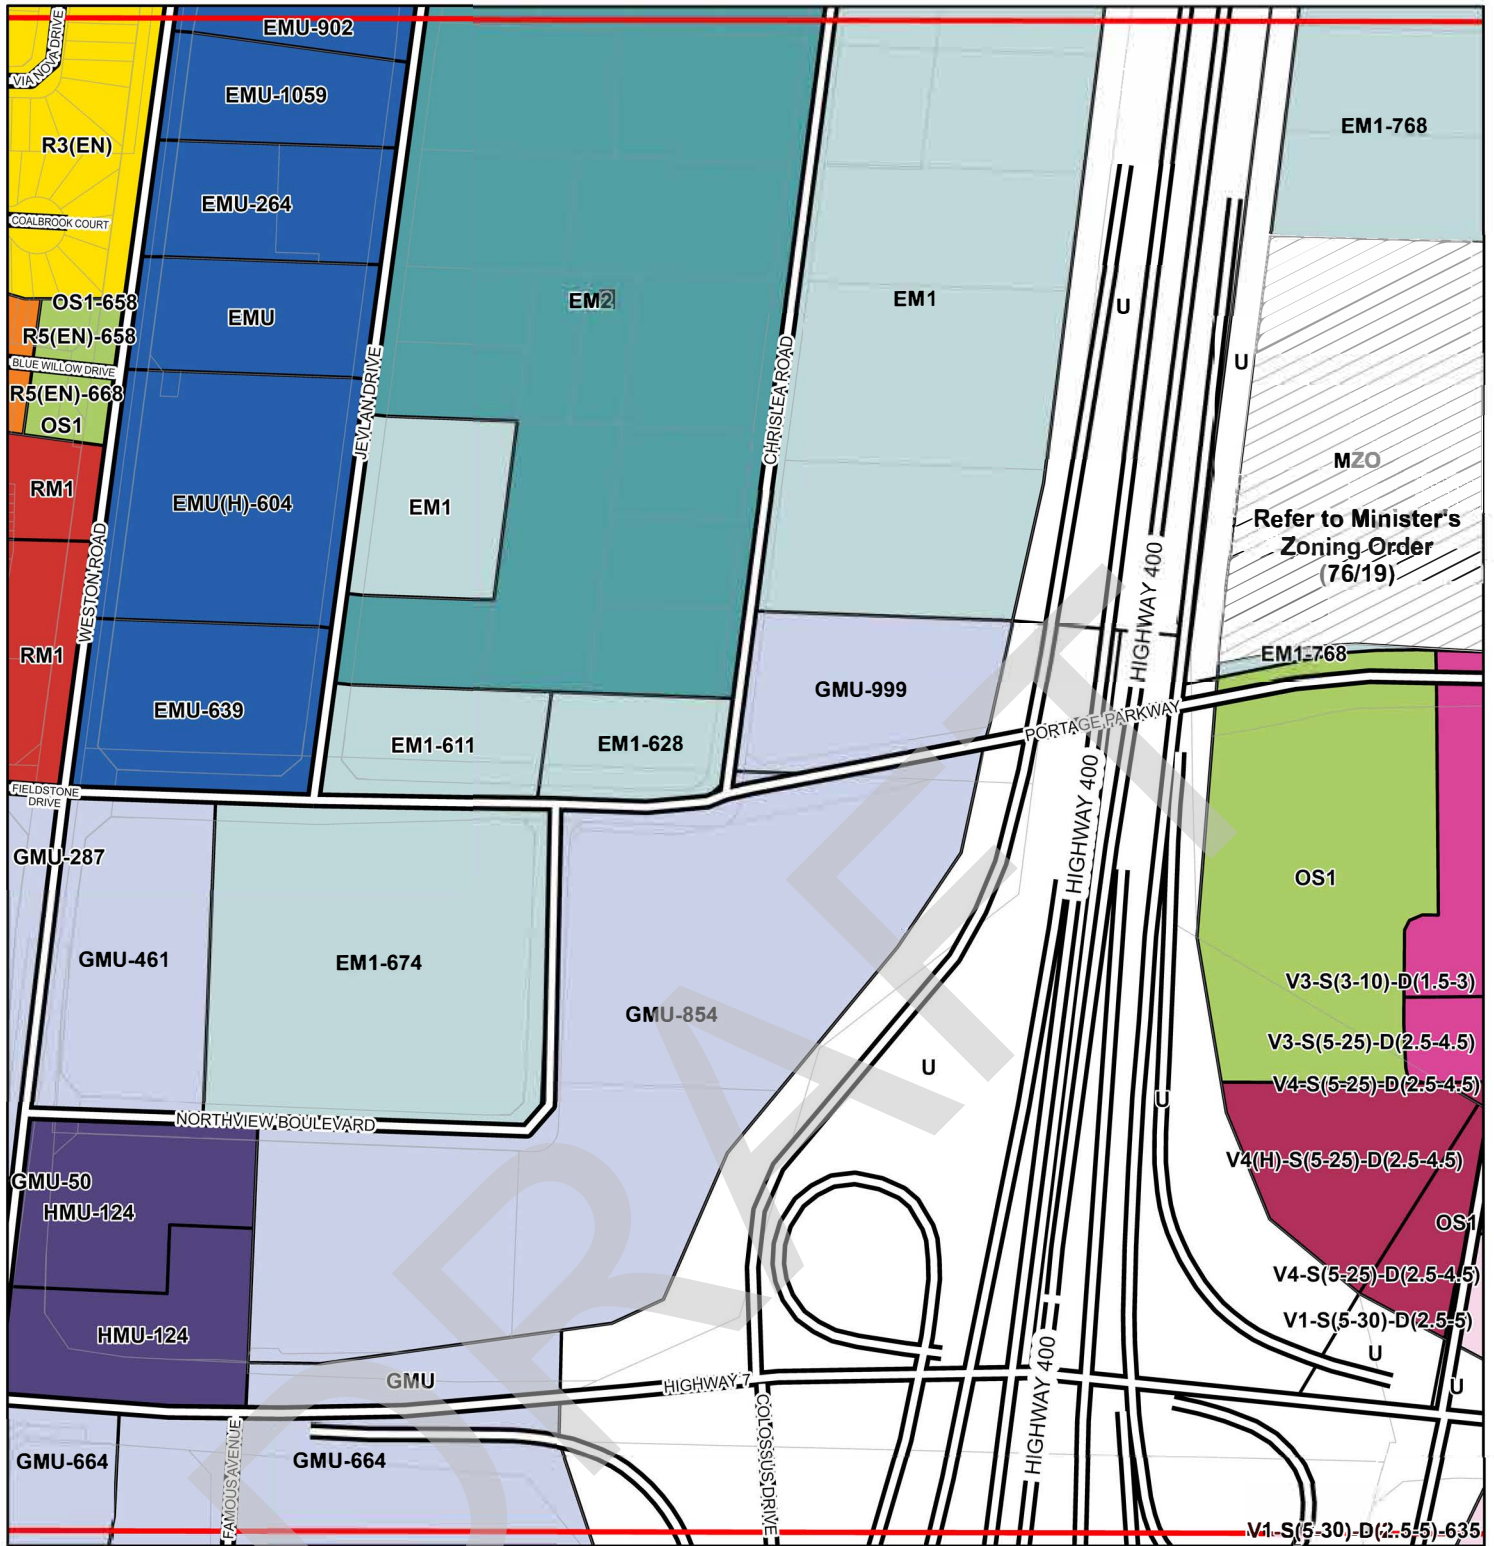 EMU-902
VIA NOVA DRIVE
EMU-1059
R3(EN)
EM1-768
EMU-264
COALBROOK COURT
OS1-658
EMU
EM2
EM1
U
R5(EN)-658
BLUE WILLOW DRIVE
U
R5(EN)-668
JEVLAN DRIVE
CHRISLEA ROAD
OS1
MZO
RM1
EMU(H)-604
EM1
Refer to Minister's
Zoning Order
(76/19)
WESTON ROAD
HIGHWAY 400
RM1
EM1-768
GMU-999
EMU-639
PORTAGE PARKWAY
EM1-611
EM1-628
FIELDSTONE
DRIVE
HIGHWAY 400
GMU-287
OS1
GMU-461
EM1-674
V3-S(3-10)-D(1.5-3)
GMU-854
V3-S(5-25)-D(2.5-4.5)
U
V4-S(5-25)-D(2.5-4.5)
U
NORTHVIEW BOULEVARD
V4(H)-S(5-25)-D(2.5-4.5)
GMU-50
HMU-124
OS1
V4-S(5-25)-D(2.5-4.5)
V1-S(5-30)-D(2.5-5)
HMU-124
U
HIGHWAY 400
GMU
HIGHWAY 7
U
COLOSSUS DRIVE
GMU-664
GMU-664
FAMOUS AVENUE
V1-S(5-30)-D(2.5-5)-635
DRAFT